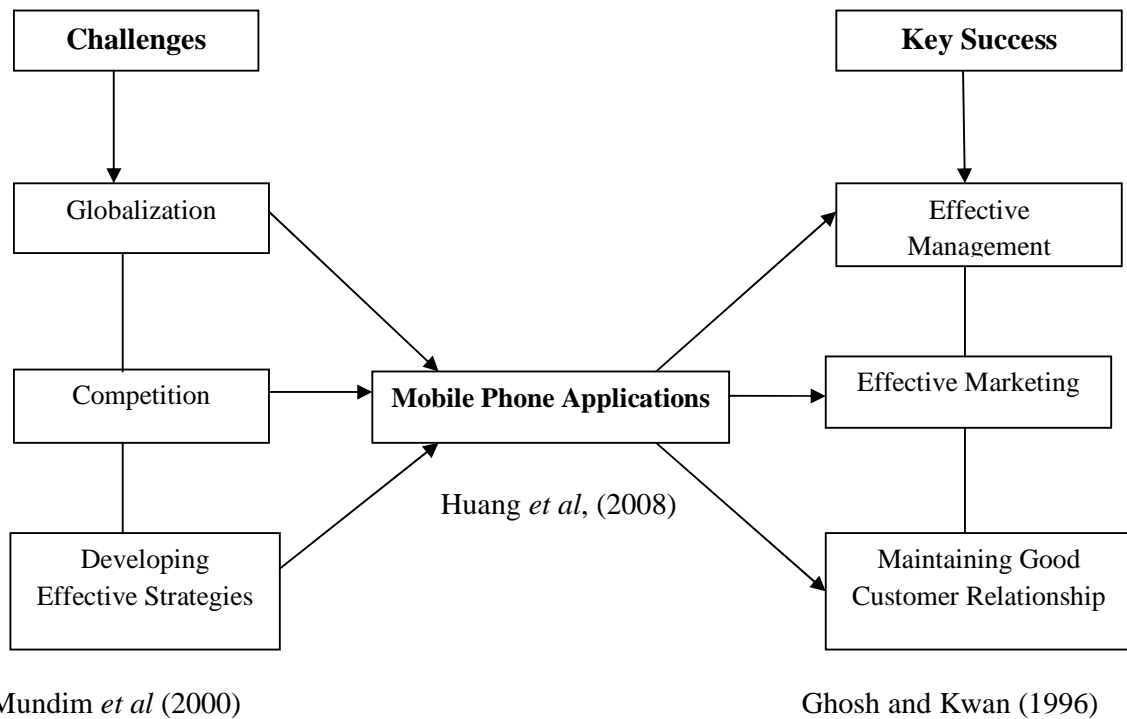 Challenges
Key Success
Globalization
Effective
Management
Competition
Mobile Phone Applications
Effective Marketing
Huang et al, (2008)
Developing
Effective Strategies
Maintaining Good
Customer Relationship
Mundim et al (2000)
Ghosh and Kwan (1996)